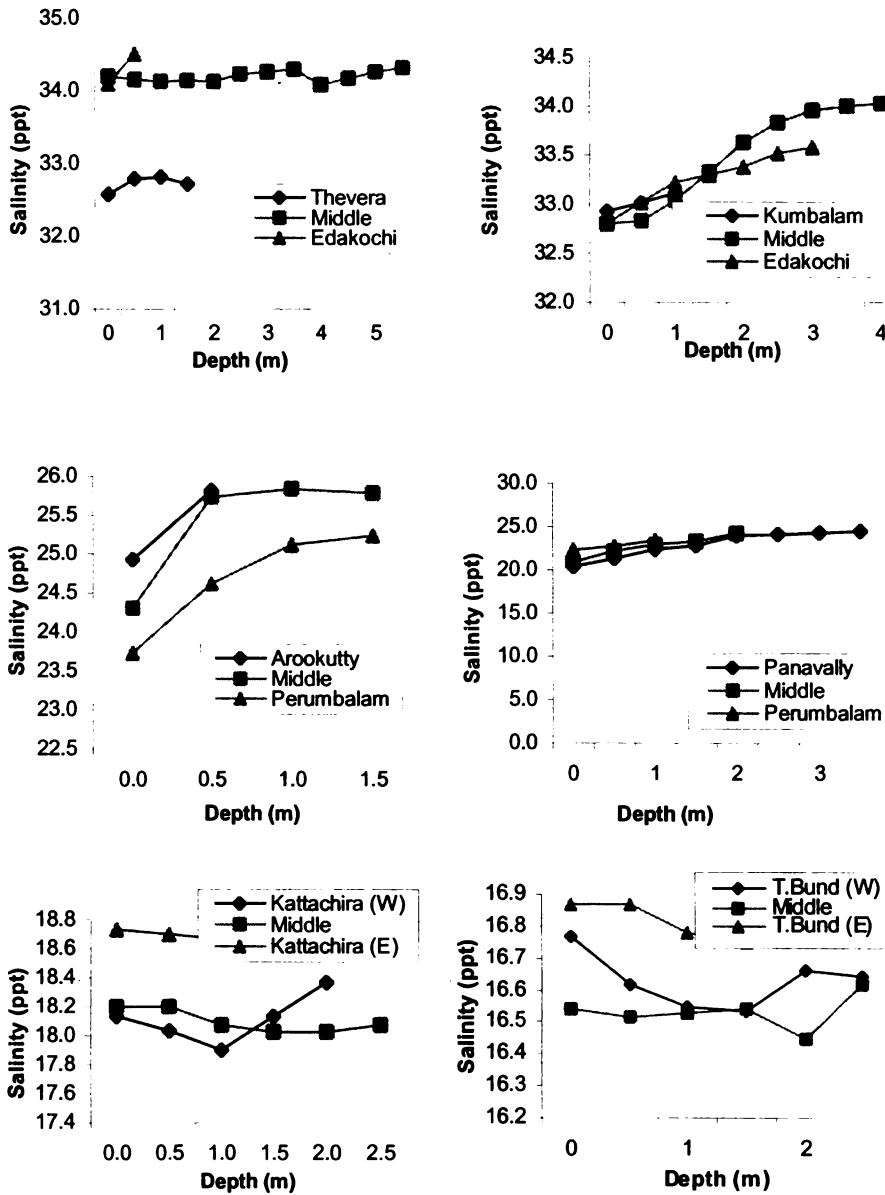 35.0
34.0
33.0
32.0
31.0
Salinity (ppt)
Thevera
Middle
Edakochi
0 1 2 3 4 5
Depth (m)
34.5
34.0
33.5
33.0
32.5
32.0
Salinity (ppt)
Kumbalam
Middle
Edakochi
0 1 2 3 4
Depth (m)
26.0
25.5
25.0
24.5
24.0
23.5
23.0
22.5
Salinity (ppt)
Arookutty
Middle
Perumbalam
0.0 0.5 1.0 1.5
Depth (m)
30.0
25.0
20.0
15.0
10.0
5.0
0.0
Salinity (ppt)
Panavally
Middle
Perumbalam
0 1 2 3
Depth (m)
18.8
18.6
18.4
18.2
18.0
17.8
17.6
17.4
Salinity (ppt)
Kattachira (W)
Middle
Kattachira (E)
0.0 0.5 1.0 1.5 2.0 2.5
Depth (m)
16.9
16.8
16.7
16.6
16.5
16.4
16.3
16.2
Salinity (ppt)
T.Bund (W)
Middle
T.Bund (E)
0 1 2
Depth (m)